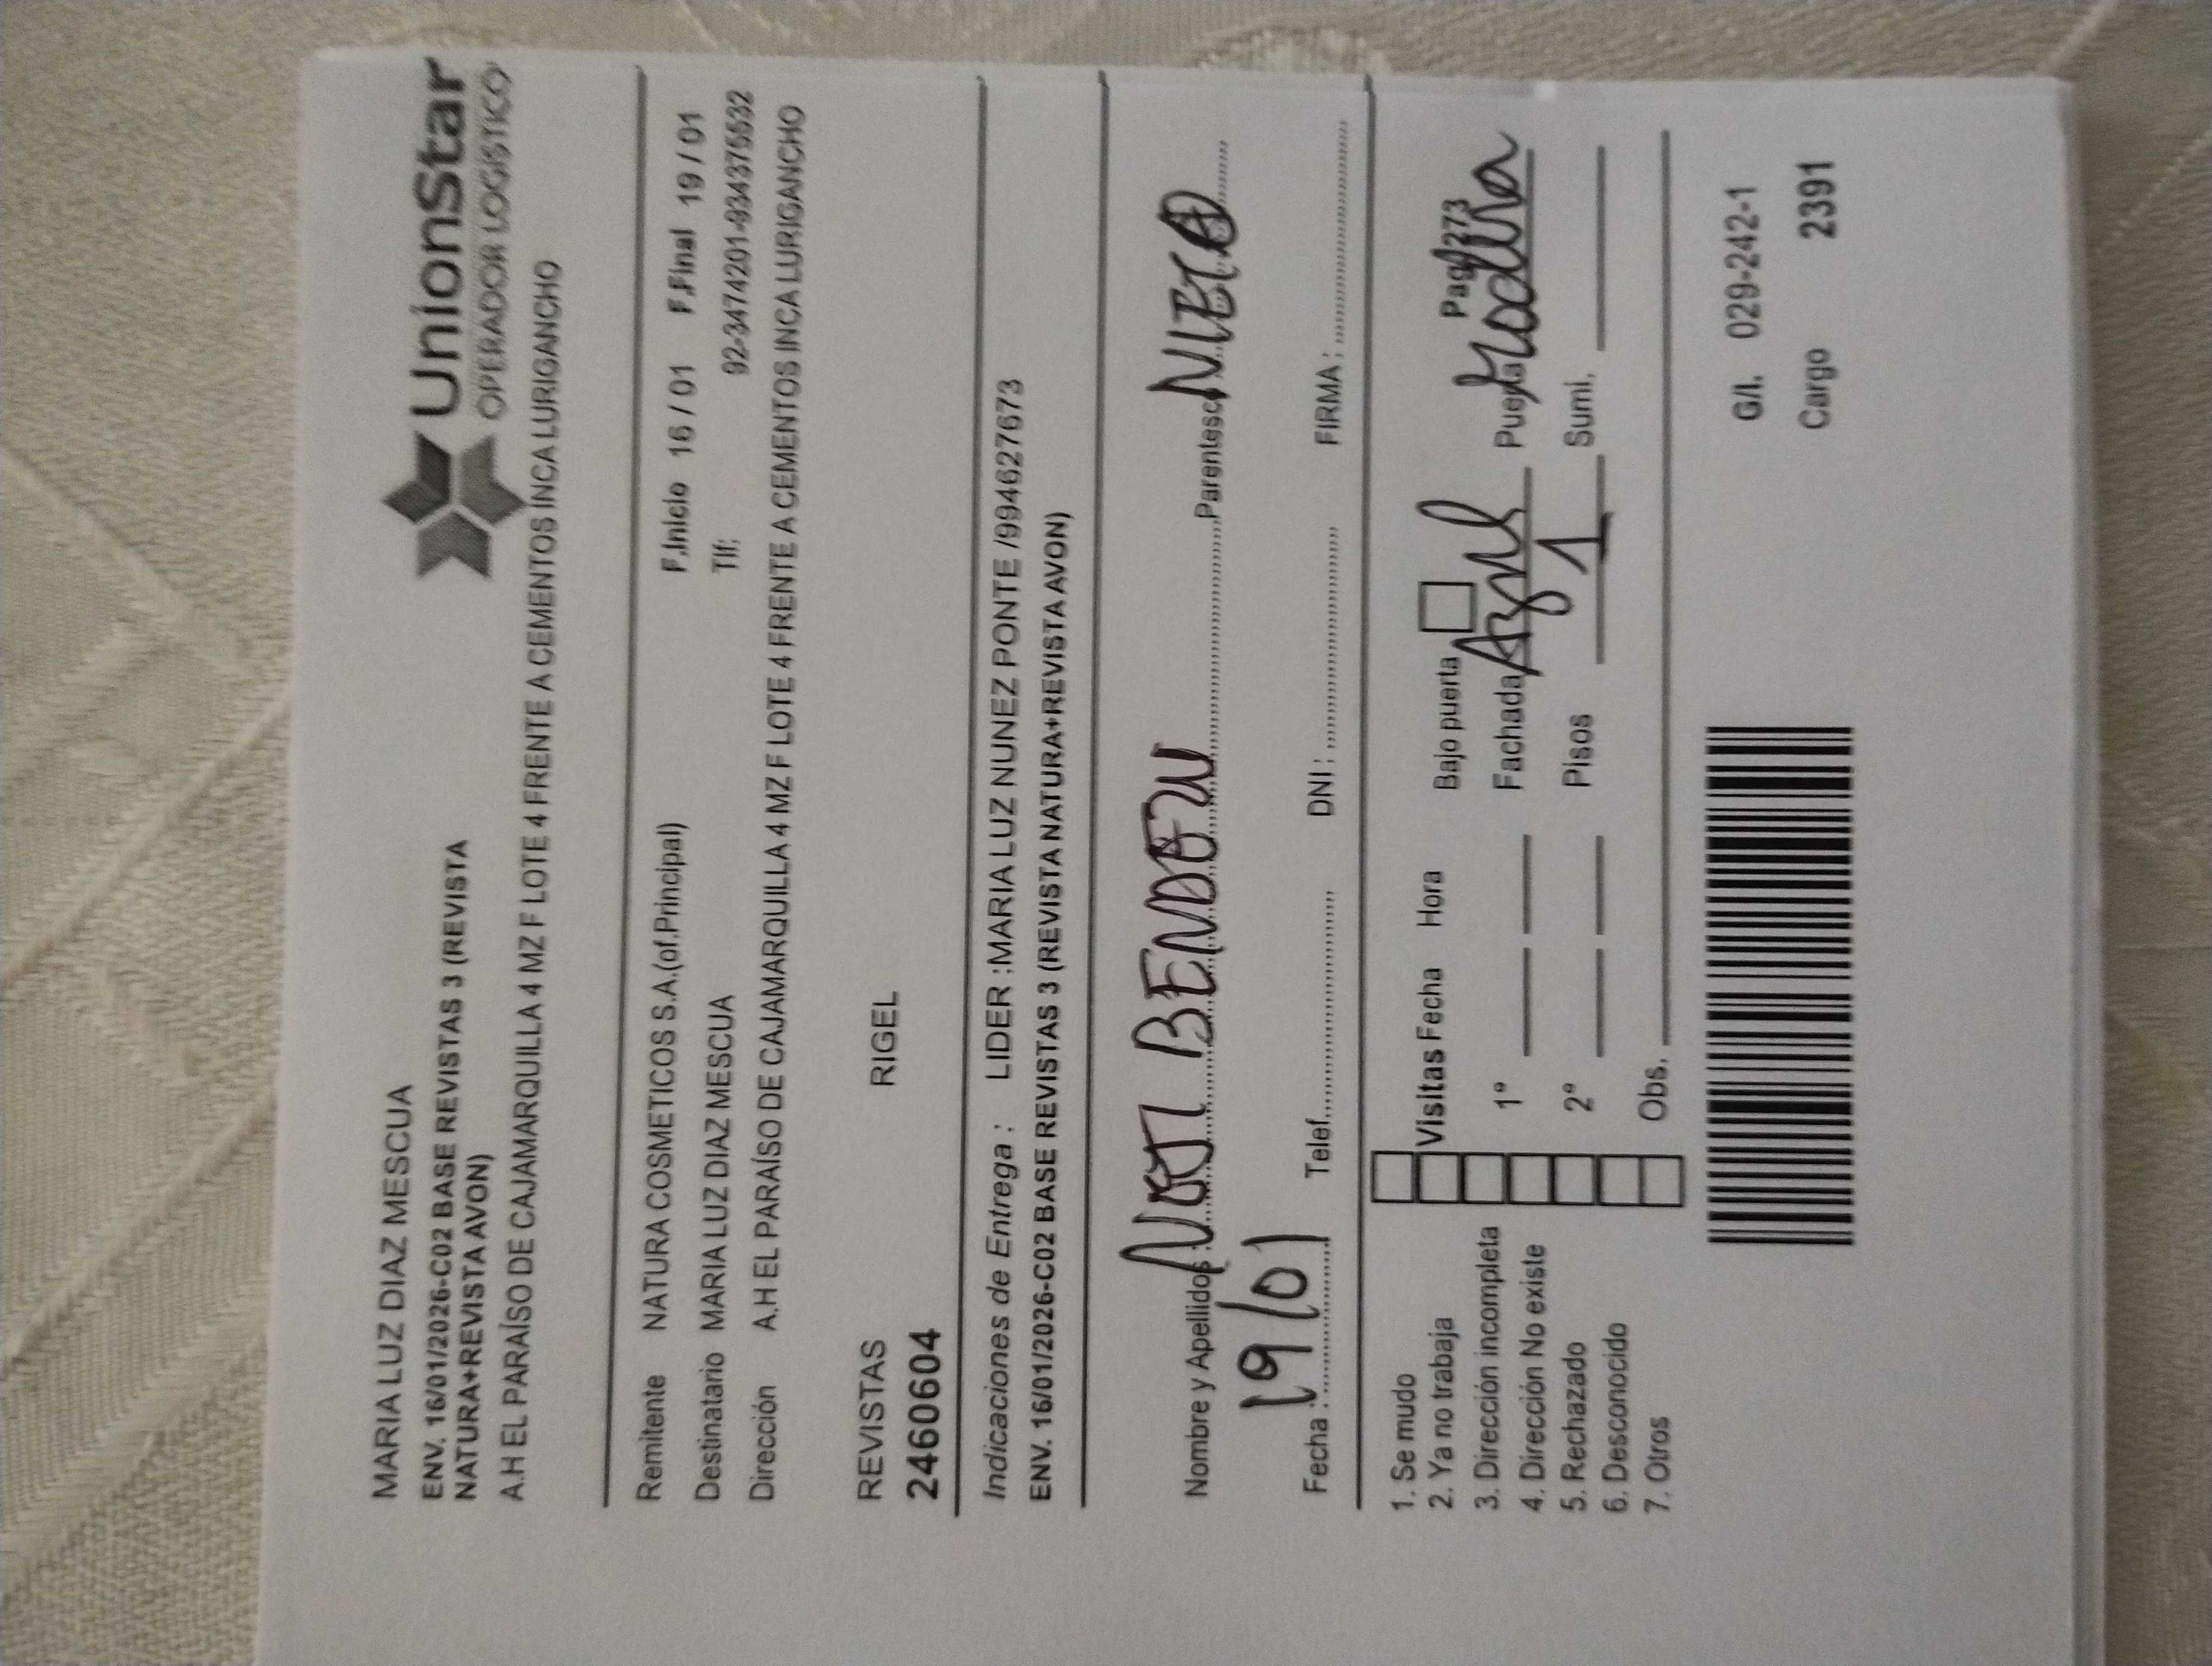 MARIA LUZ DIAZ MESCUA
UnionStar
OPERADOR LOGÍSTICO
ENV. 16/01/2026-C02 BASE REVISTAS 3 (REVISTA
NATURA+REVISTA AVON)
A.H EL PARAÍSO DE CAJAMARQUILLA 4 MZ F LOTE 4 FRENTE A CEMENTOS INCA LURIGANCHO
Remitente NATURA COSMETICOS S.A.(of.Principal) F.Inicio 16 / 01 F.Final 19 / 01
Destinatario MARIA LUZ DIAZ MESCUA Tlf: 92-34742
Dirección A.H EL PARAÍSO DE CAJAMARQUILLA 4 MZ F LOTE 4 FRENTE A CEMENTOS INCA LURIGANCHO
REVISTAS RIGEL
2460604
Indicaciones de Entrega : LIDER :MARIA LUZ NUNEZ PONTE /994627673
ENV. 16/01/2026-C02 BASE REVISTAS 3 (REVISTA NATURA+REVISTA AVON)
Nombre y Apellidos : Parentesco NIETO
Fecha : 19/01 Telef. DNI : FIRMA :
1. Se mudo
2. Ya no trabaja
3. Dirección incompleta
4. Dirección No existe
5. Rechazado
6. Desconocido
7. Otros
Visitas Fecha Hora Bajo puerta Pag 273
1º Fachada Azul Puerta
2º Pisos 1 Sumi.
Obs.
G/I. 029-242-1
Cargo 2391